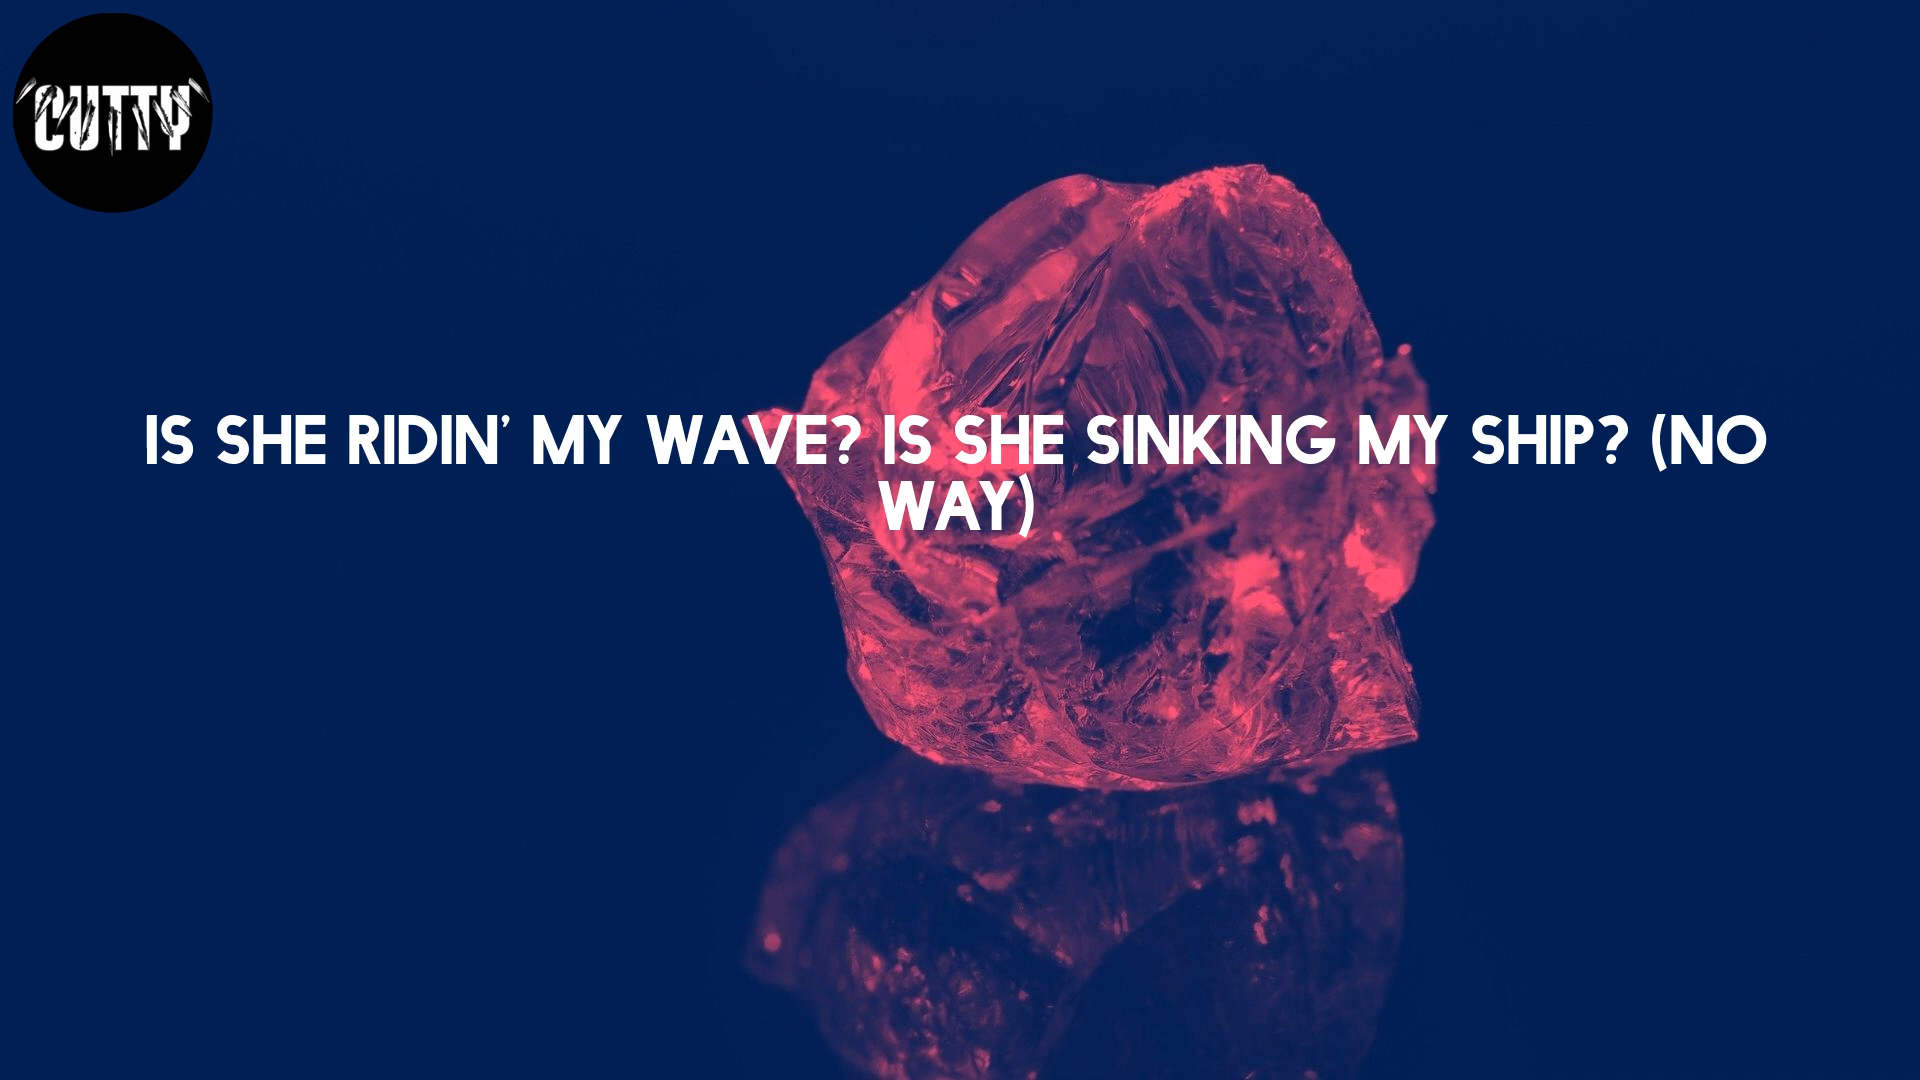 CUTTY
IS SHE RIDIN' MY WAVE? IS SHE SINKING MY SHIP? (NO
WAY)